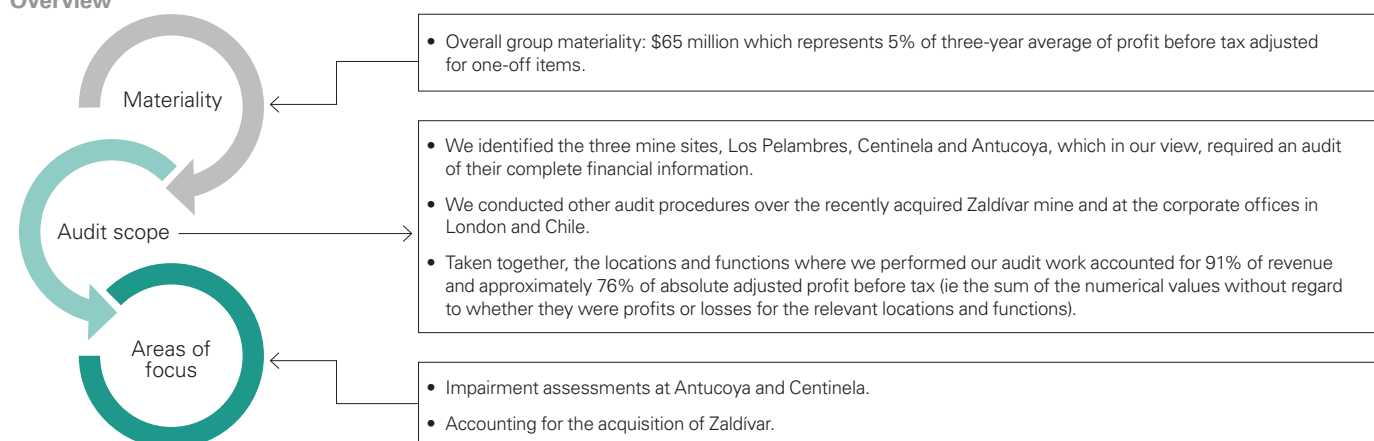 Overview
Materiality
• Overall group materiality: $65 million which represents 5% of three-year average of profit before tax adjusted
for one-off items.
Audit scope
• We identified the three mine sites, Los Pelambres, Centinela and Antucoya, which in our view, required an audit
of their complete financial information.
• We conducted other audit procedures over the recently acquired Zaldívar mine and at the corporate offices in
London and Chile.
• Taken together, the locations and functions where we performed our audit work accounted for 91% of revenue
and approximately 76% of absolute adjusted profit before tax (ie the sum of the numerical values without regard
to whether they were profits or losses for the relevant locations and functions).
Areas of
focus
• Impairment assessments at Antucoya and Centinela.
• Accounting for the acquisition of Zaldívar.